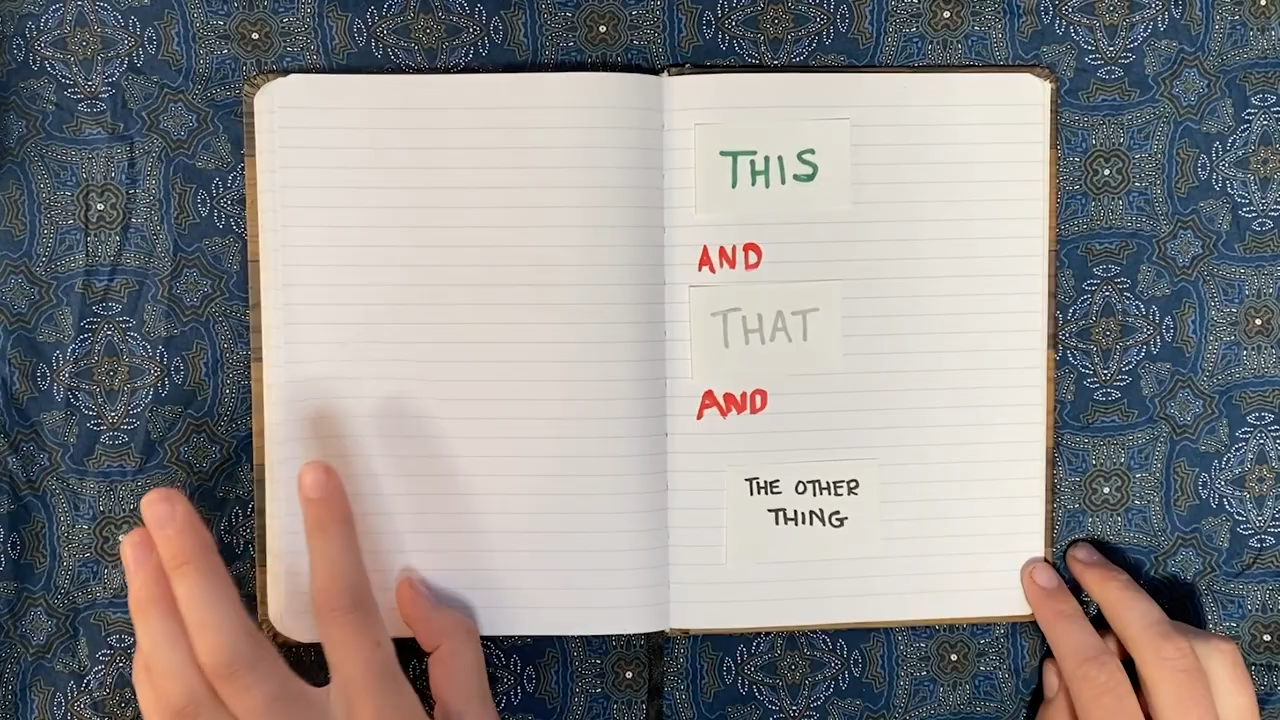 THIS
AND
THAT
AND
THE OTHER
THING